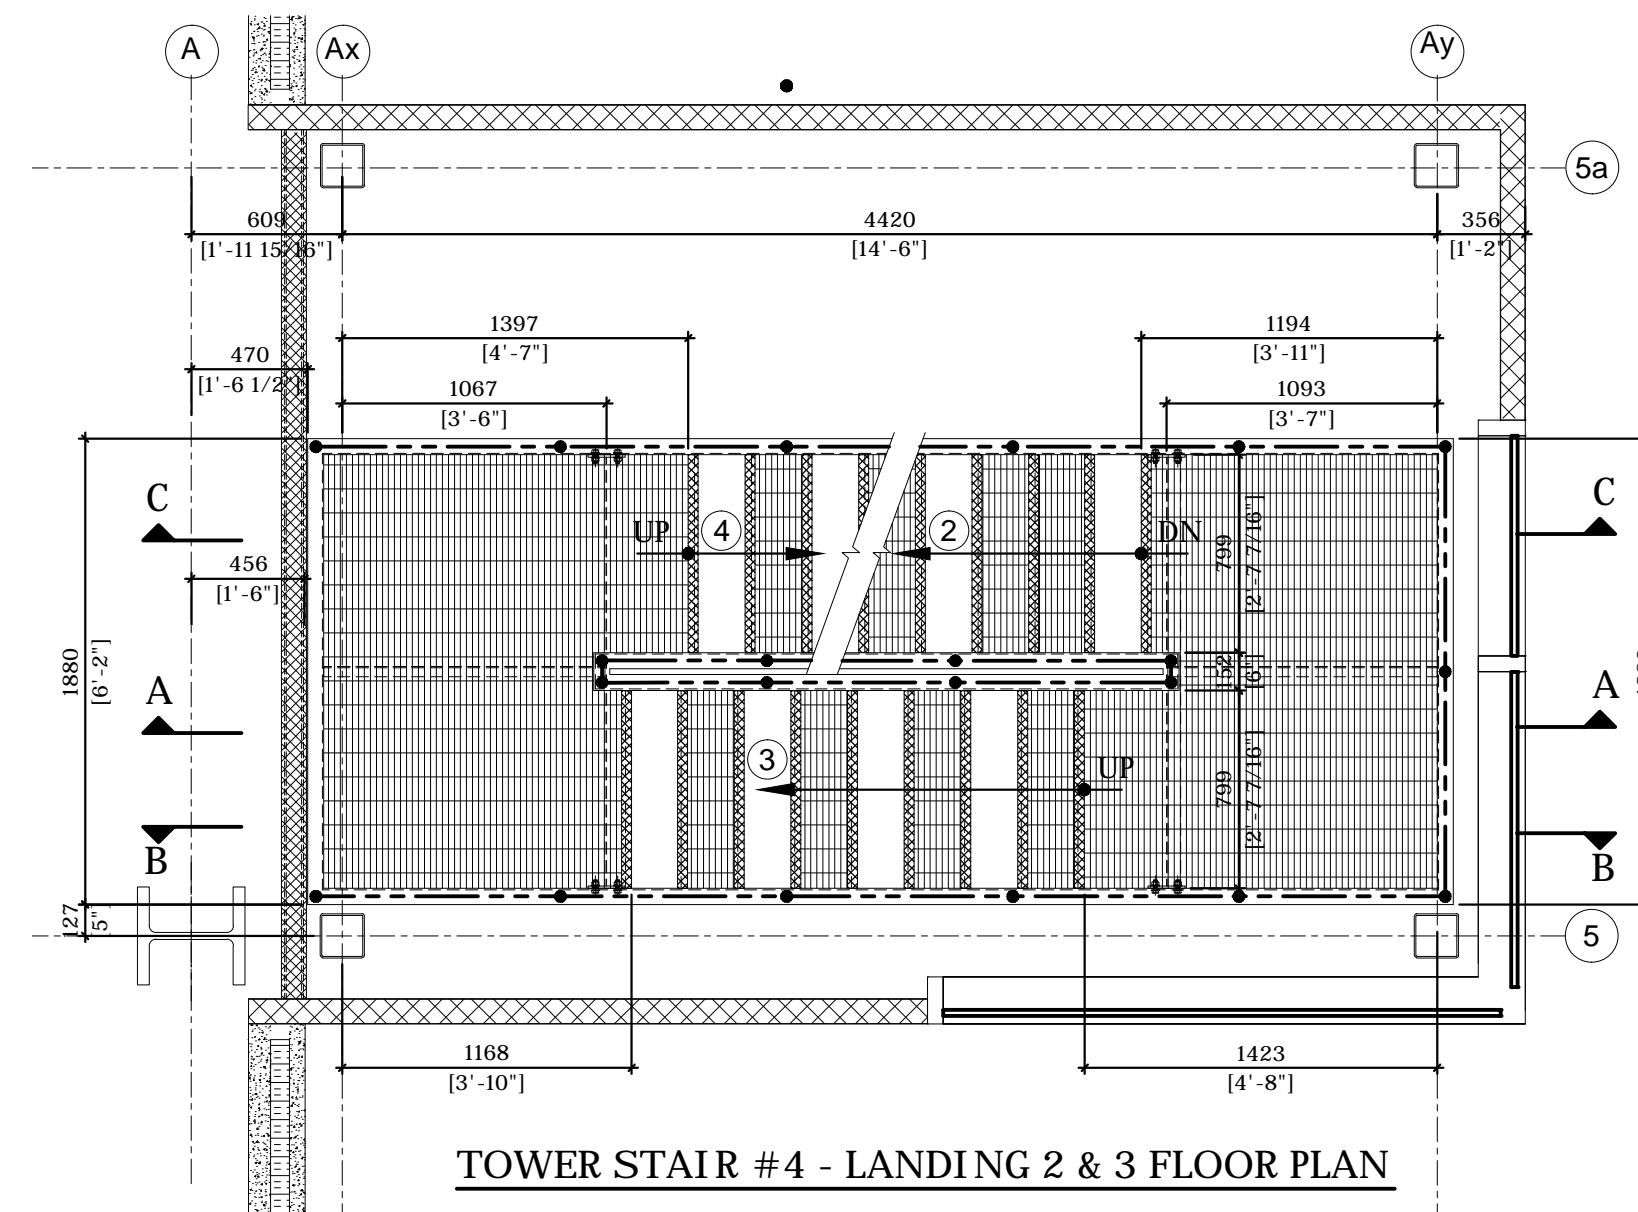 A
Ax
Ay
5a
609
[1'-11 15/16"]
4420
[14'-6"]
356
[1'-2"]
1397
[4'-7"]
1194
[3'-11"]
470
[1'-6 1/2"]
1067
[3'-6"]
1093
[3'-7"]
C
C
UP
4
2
DN
799
[2'-7 7/16"]
456
[1'-6"]
1880
[6'-2"]
152
[6"]
A
A
3
UP
799
[2'-7 7/16"]
B
B
127
[5"]
5
1168
[3'-10"]
1423
[4'-8"]
TOWER STAIR #4 - LANDING 2 & 3 FLOOR PLAN